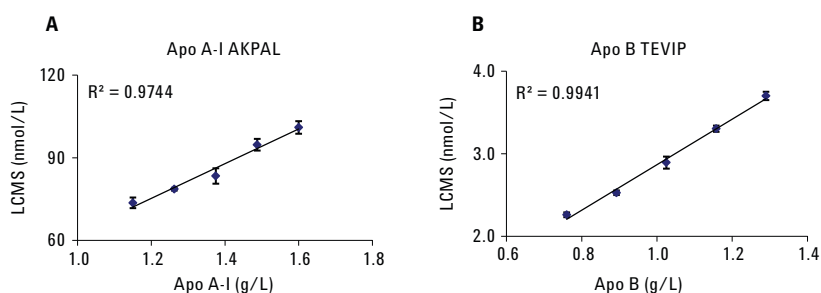 A
Apo A-I AKPAL
R² = 0.9744
LCMS (nmol/L)
120
90
60
1.0 1.2 1.4 1.6 1.8
Apo A-I (g/L)
B
Apo B TEVIP
R² = 0.9941
LCMS (nmol/L)
4.0
3.0
2.0
0.6 0.8 1.0 1.2 1.4
Apo B (g/L)